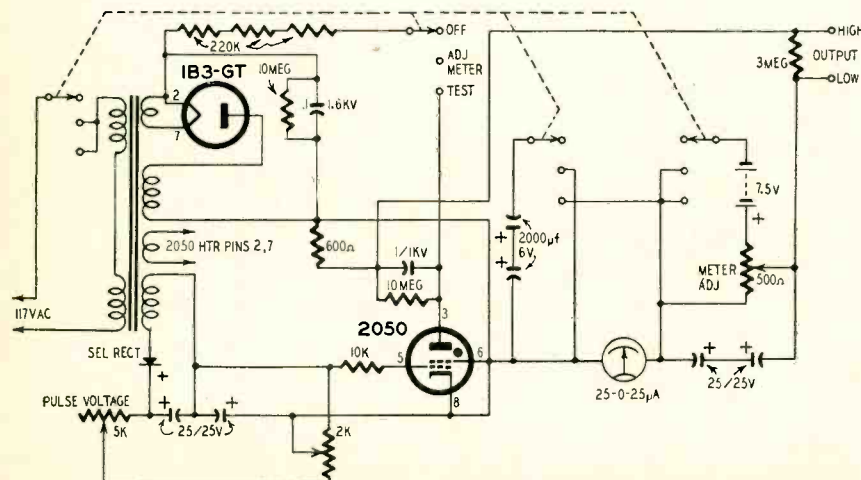 OFF
HIGH
220K
ADJ
METER
3MEG
OUTPUT
1B3-GT
10MEG
LOW
TEST
2
.1
1.6KV
7
7.5V
+
2050 HTR PINS 2,7
600Ω
.1/1KV
+
2000µf
+
6V
METER
ADJ
500Ω
10MEG
117VAC
3
2050
SEL RECT
10K
5
6
+
+
+
8
25/25V
25-0-25µA
PULSE VOLTAGE
+
+
5K
25/25V
2K